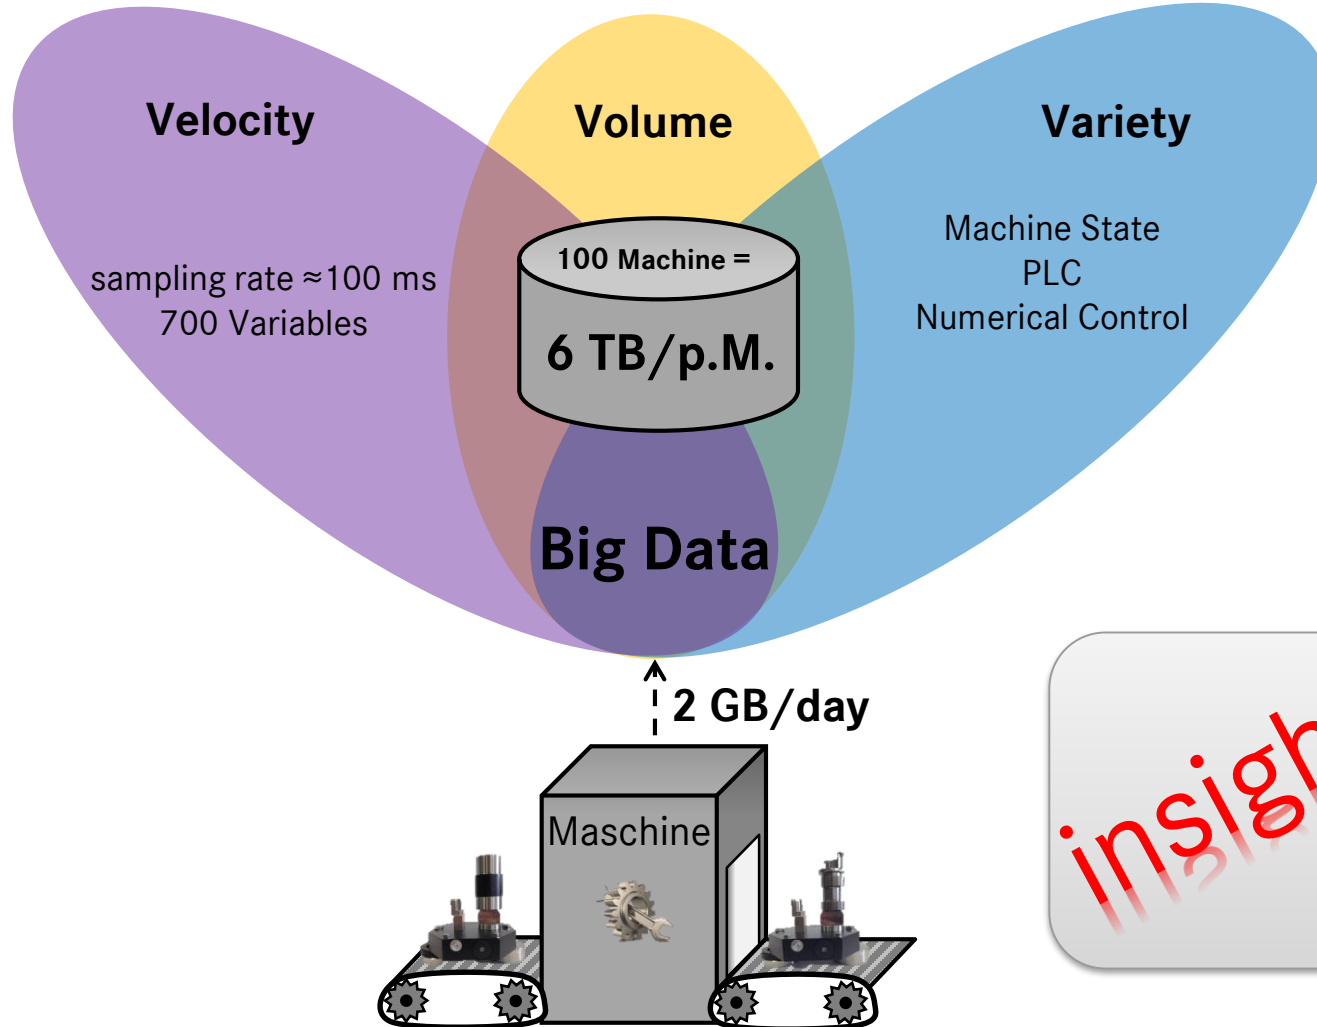 Velocity
Volume
Variety
sampling rate ≈100 ms
700 Variables
100 Machine =
6 TB/p.M.
Machine State
PLC
Numerical Control
Big Data
2 GB/day
Maschine